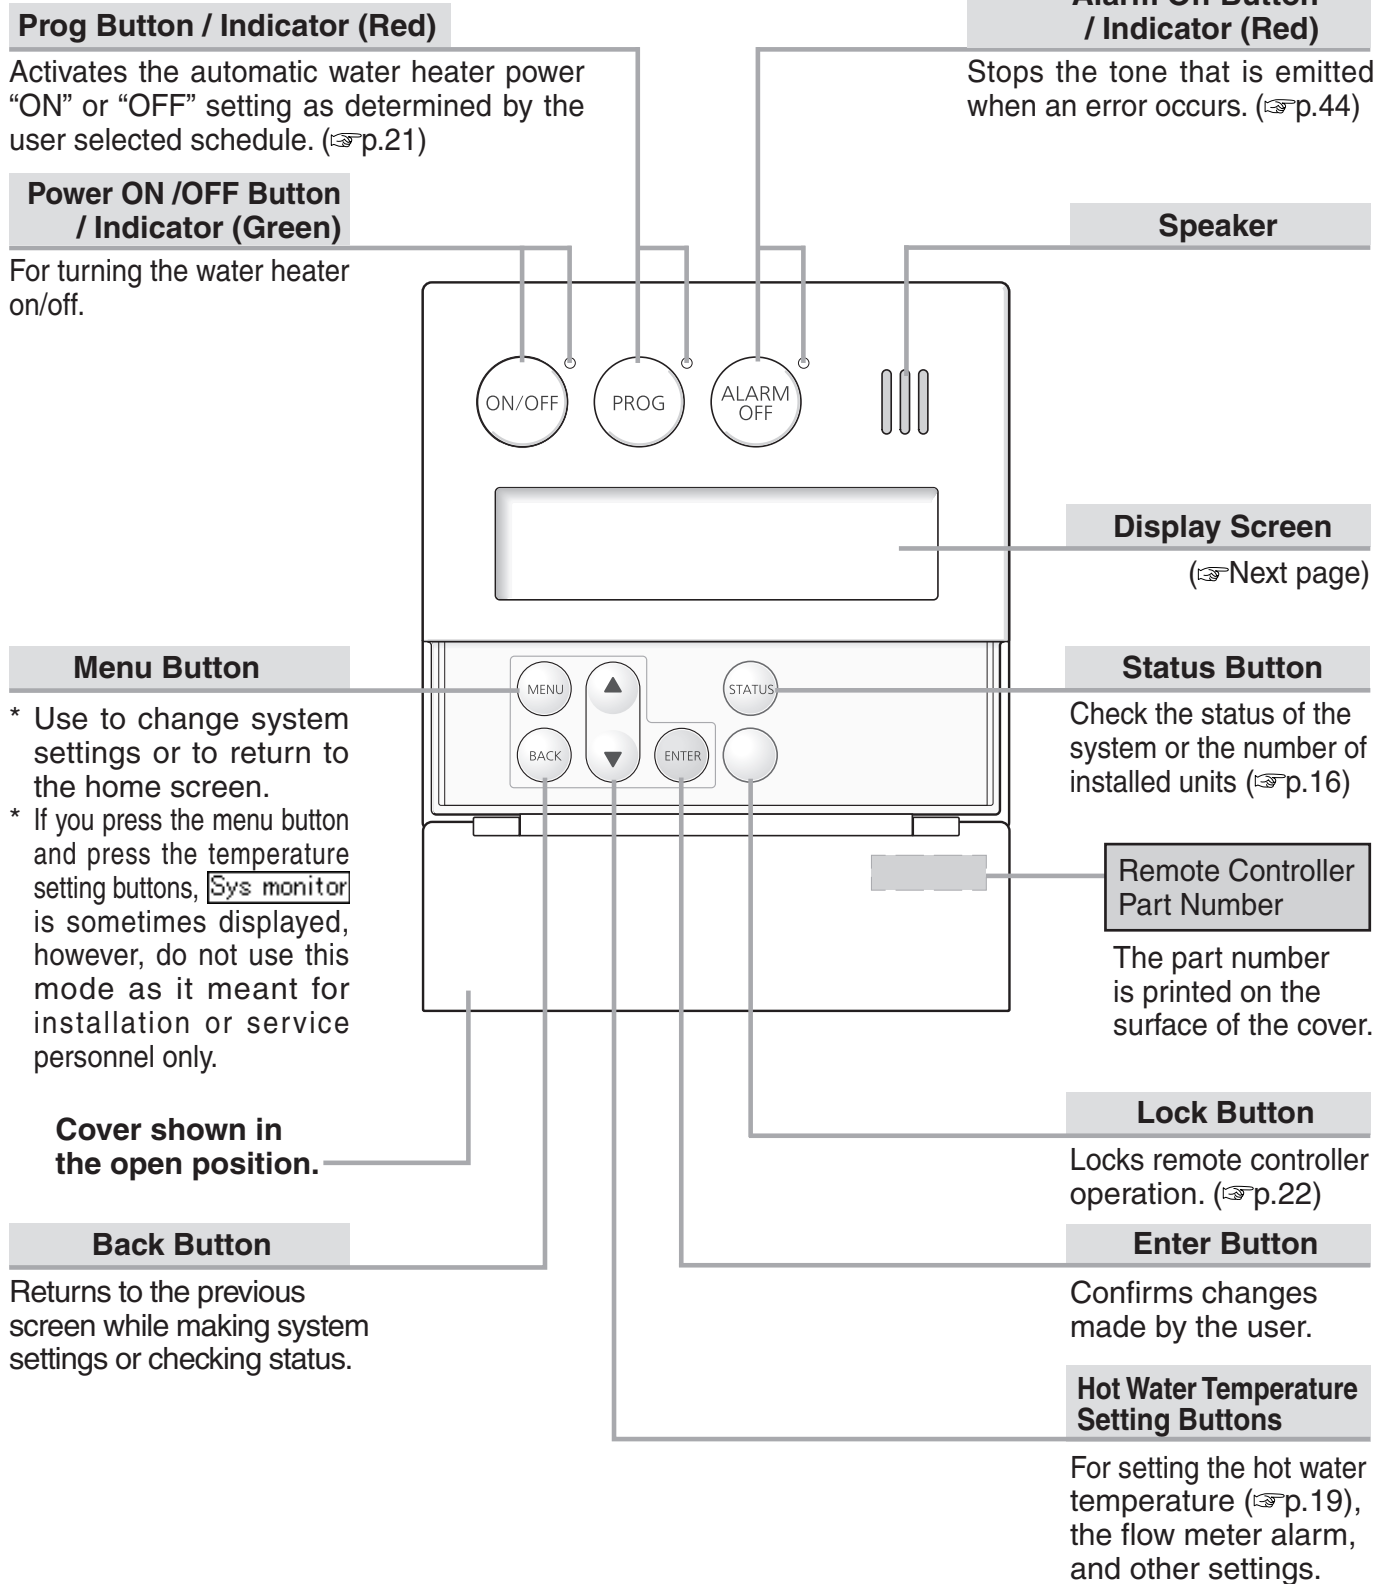 Prog Button / Indicator (Red)
Activates the automatic water heater power
“ON” or “OFF” setting as determined by the
user selected schedule. (☞p.21)
Alarm Off Button
/ Indicator (Red)
Stops the tone that is emitted
when an error occurs. (☞p.44)
Power ON /OFF Button
/ Indicator (Green)
For turning the water heater
on/off.
Speaker
ON/OFF
PROG
ALARM
OFF
Display Screen
(☞Next page)
Menu Button
* Use to change system
settings or to return to
the home screen.
* If you press the menu button
and press the temperature
setting buttons, Sys monitor
is sometimes displayed,
however, do not use this
mode as it meant for
installation or service
personnel only.
MENU
▲
STATUS
BACK
▼
ENTER
Status Button
Check the status of the
system or the number of
installed units (☞p.16)
Remote Controller
Part Number
The part number
is printed on the
surface of the cover.
Cover shown in
the open position.
Lock Button
Locks remote controller
operation. (☞p.22)
Back Button
Returns to the previous
screen while making system
settings or checking status.
Enter Button
Confirms changes
made by the user.
Hot Water Temperature
Setting Buttons
For setting the hot water
temperature (☞p.19),
the flow meter alarm,
and other settings.